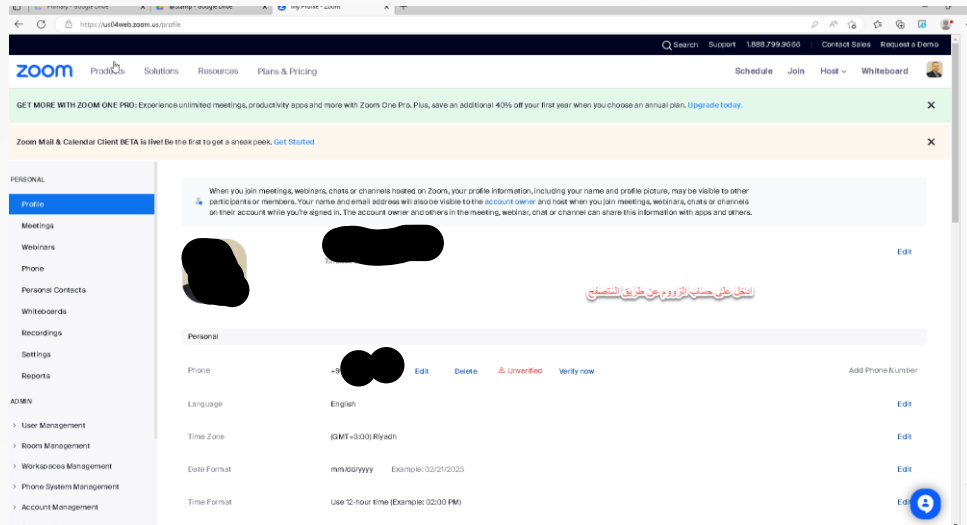 Primary - Google Drive
My Profile - Zoom
https://us04web.zoom.us/profile
Search Support 1.888.799.9666 Contact Sales Request a Demo
zoom Products Solutions Resources Plans & Pricing Schedule Join Host Whiteboard
GET MORE WITH ZOOM ONE PRO: Experience unlimited meetings, productivity apps and more with Zoom One Pro. Plus, save an additional 40% off your first year when you choose an annual plan. Upgrade today.
Zoom Mail & Calendar Client BETA is live! Be the first to get a sneak peek. Get Started
PERSONAL
Profile
Meetings
Webinars
Phone
Personal Contacts
Whiteboards
Recordings
Settings
Reports
ADMIN
User Management
Room Management
Workspaces Management
Phone System Management
Account Management
When you join meetings, webinars, chats or channels hosted on Zoom, your profile information, including your name and profile picture, may be visible to other
participants or members. Your name and email address will also be visible to the account owner and host when you join meetings, webinars, chats or channels
on their account while you're signed in. The account owner and others in the meeting, webinar, chat or channel can share this information with apps and others.
Edit
ادخل على حساب الزووم عن طريق المتصفح
Personal
Phone +9 Edit Delete Unverified Verify now Add Phone Number
Language English Edit
Time Zone (GMT+3:00) Riyadh Edit
Date Format mm/dd/yyyy Example: 02/21/2023 Edit
Time Format Use 12-hour time (Example: 02:00 PM)